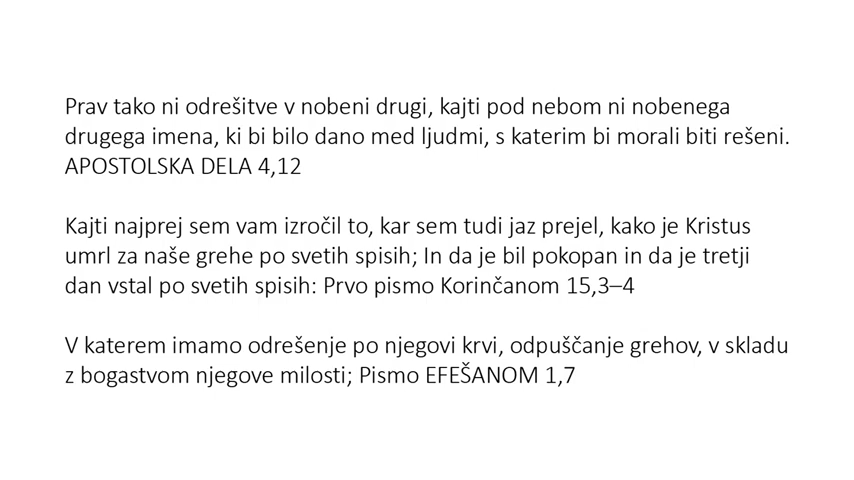 Prav tako ni odrešitve v nobeni drugi, kajti pod nebom ni nobenega
drugega imena, ki bi bilo dano med ljudmi, s katerim bi morali biti rešeni.
APOSTOLSKA DELA 4,12
Kajti najprej sem vam izročil to, kar sem tudi jaz prejel, kako je Kristus
umrl za naše grehe po svetih spisih; In da je bil pokopan in da je tretji
dan vstal po svetih spisih: Prvo pismo Korinčanom 15,3–4
V katerem imamo odrešenje po njegovi krvi, odpuščanje grehov, v skladu
z bogastvom njegove milosti; Pismo EFEŠANOM 1,7